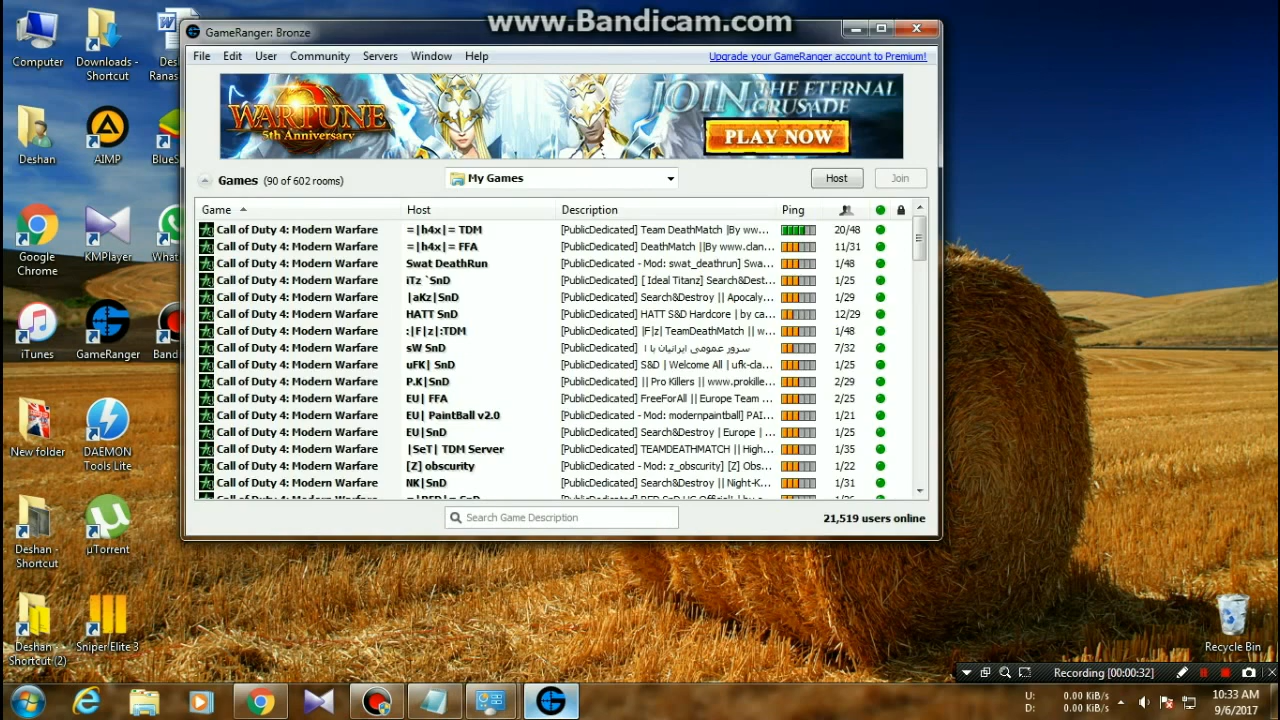 www.Bandicam.com
GameRanger: Bronze
File Edit User Community Servers Window Help
Upgrade your GameRanger account to Premium!
WARTUNE
5th Anniversary
JOIN THE ETERNAL
CRUSADE
PLAY NOW
Games (90 of 602 rooms)
My Games
Host Join
Game Host Description Ping
Call of Duty 4: Modern Warfare =|h4x|= TDM [PublicDedicated] Team DeathMatch |By ww... 20/48
Call of Duty 4: Modern Warfare =|h4x|= FFA [PublicDedicated] DeathMatch ||By www.clan... 11/31
Call of Duty 4: Modern Warfare Swat DeathRun [PublicDedicated - Mod: swat_deathrun] Swa... 1/48
Call of Duty 4: Modern Warfare iTz `SnD [PublicDedicated] [ Ideal Titanz] Search&Dest... 1/25
Call of Duty 4: Modern Warfare |aKz|SnD [PublicDedicated] Search&Destroy || Apocaly... 1/29
Call of Duty 4: Modern Warfare HATT SnD [PublicDedicated] HATT S&D Hardcore | by ca... 12/29
Call of Duty 4: Modern Warfare :|F|z|:TDM [PublicDedicated] |F|z| TeamDeathMatch || w... 1/48
Call of Duty 4: Modern Warfare sW SnD [PublicDedicated] سرور عمومی ایرانیان با ا 7/32
Call of Duty 4: Modern Warfare uFK| SnD [PublicDedicated] S&D | Welcome All | ufk-cla... 1/25
Call of Duty 4: Modern Warfare P.K|SnD [PublicDedicated] || Pro Killers || www.prokille... 2/29
Call of Duty 4: Modern Warfare EU| FFA [PublicDedicated] FreeForAll || Europe Team ... 2/25
Call of Duty 4: Modern Warfare EU| PaintBall v2.0 [PublicDedicated - Mod: modernpaintball] PAI... 1/21
Call of Duty 4: Modern Warfare EU|SnD [PublicDedicated] Search&Destroy | Europe | ... 1/25
Call of Duty 4: Modern Warfare |SeT| TDM Server [PublicDedicated] TEAMDEATHMATCH || High... 1/35
Call of Duty 4: Modern Warfare [Z] obscurity [PublicDedicated - Mod: z_obscurity] [Z] Obs... 1/22
Call of Duty 4: Modern Warfare NK|SnD [PublicDedicated] Search&Destroy || Night-K... 1/31
Search Game Description
21,519 users online
Computer
Downloads -
Shortcut
Ranas
Deshan
AIMP
BlueS
Google
Chrome
KMPlayer
What
iTunes
GameRanger
Band
New folder
DAEMON
Tools Lite
Deshan -
Shortcut
µTorrent
Deshan -
Shortcut (2)
Sniper Elite 3
Recycle Bin
Recording [00:00:32]
U: 0.00 KiB/s
D: 0.00 KiB/s
10:33 AM
9/6/2017